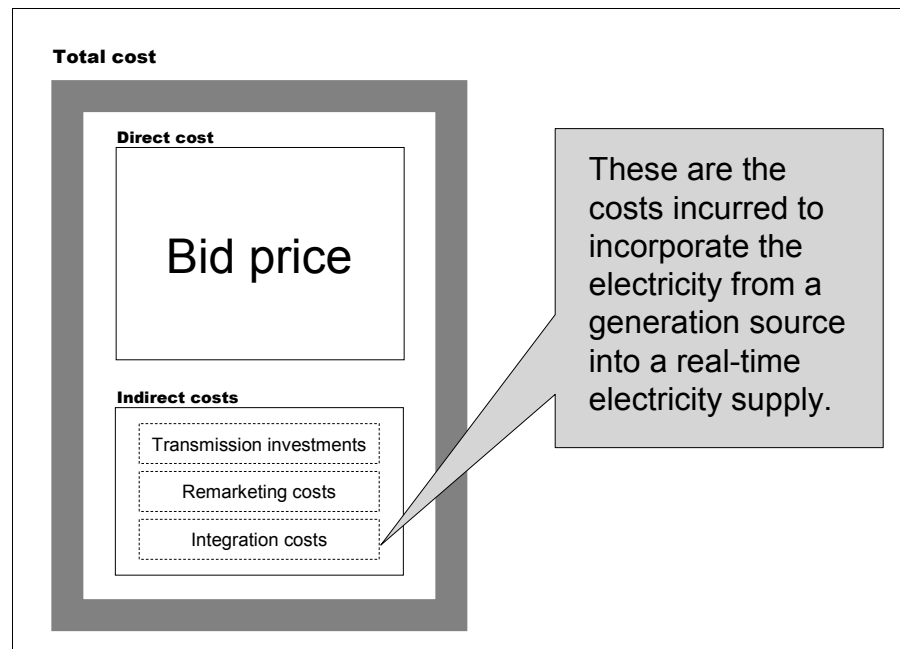 Total cost
Direct cost
Bid price
Indirect costs
Transmission investments
Remarketing costs
Integration costs
These are the
costs incurred to
incorporate the
electricity from a
generation source
into a real-time
electricity supply.